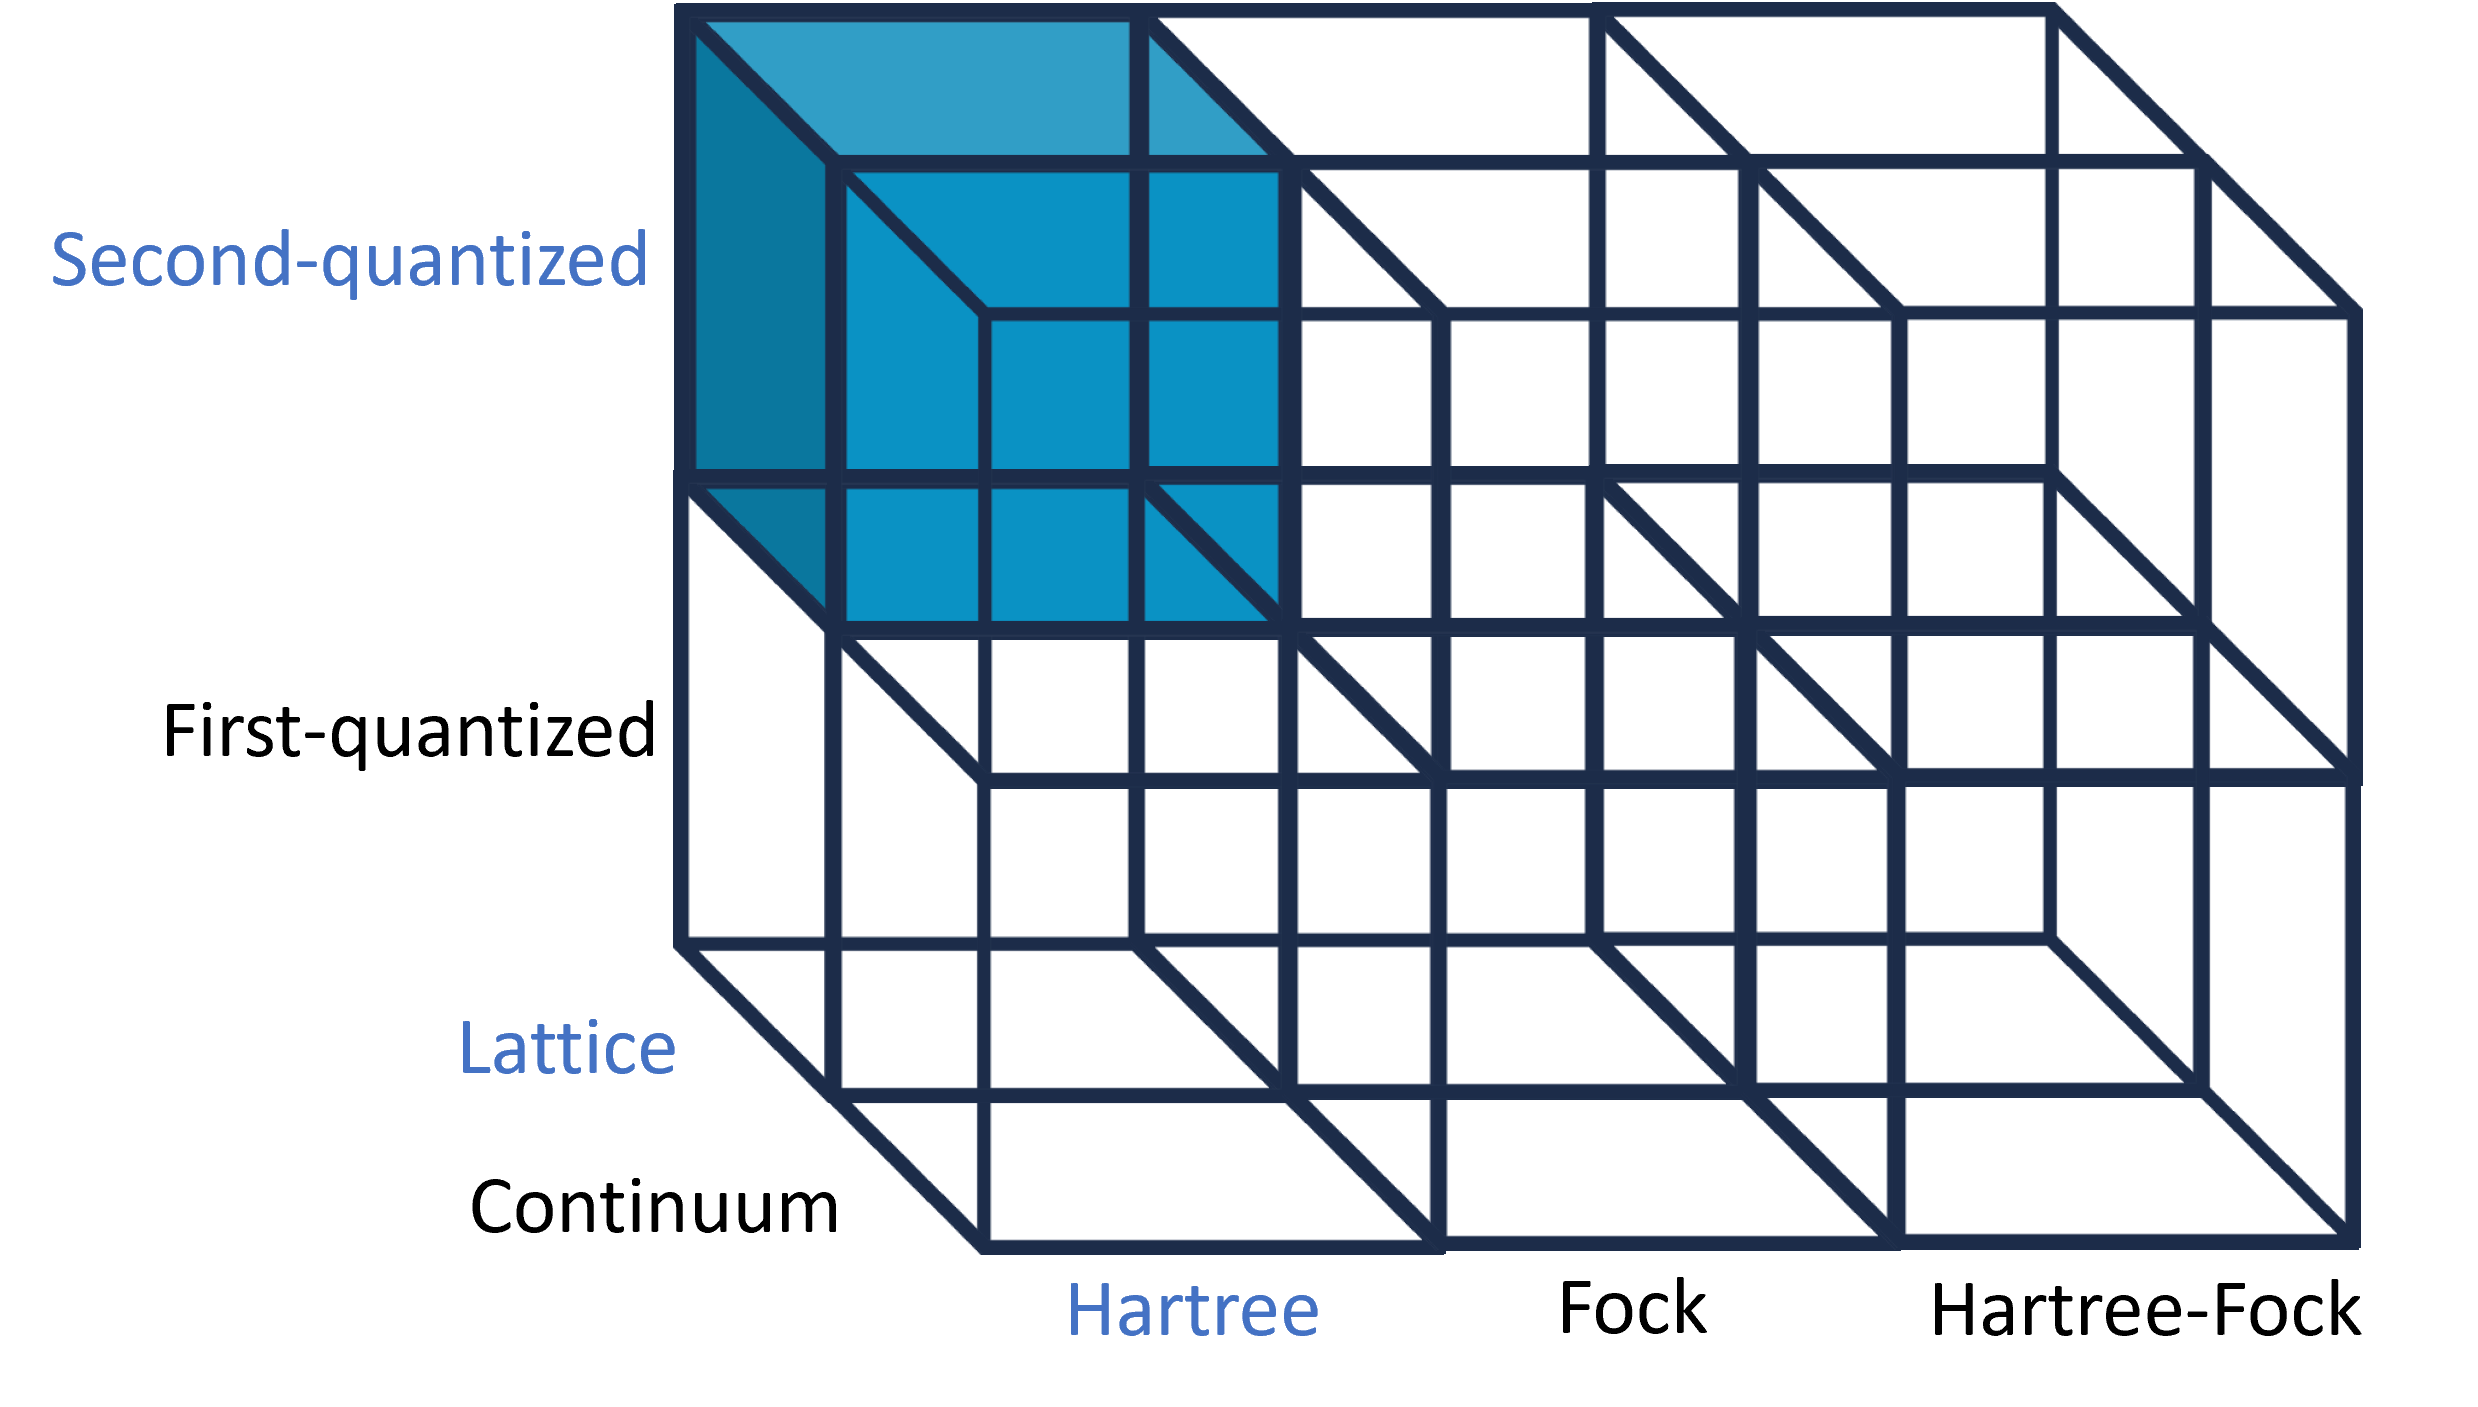 Second-quantized
First-quantized
Lattice
Continuum
Hartree
Fock
Hartree-Fock